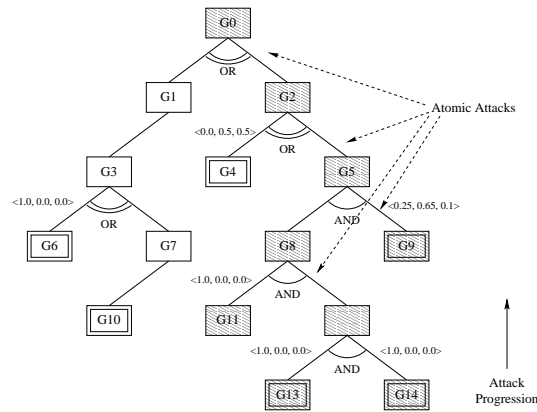 G0
OR
G1
G2
Atomic Attacks
<0.0, 0.5, 0.5>
OR
G3
G4
G5
<1.0, 0.0, 0.0>
<0.25, 0.65, 0.1>
OR
AND
G6
G7
G8
G9
<1.0, 0.0, 0.0>
AND
G10
G11
<1.0, 0.0, 0.0>
<1.0, 0.0, 0.0>
AND
G13
G14
Attack
Progression